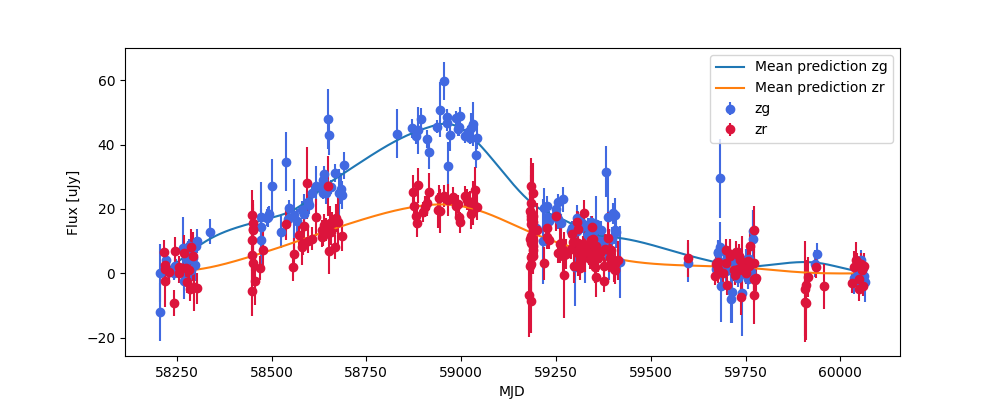 Mean prediction zg
Mean prediction zr
zg
zr
Flux [uJy]
60
40
20
0
−20
58250 58500 58750 59000 59250 59500 59750 60000
MJD